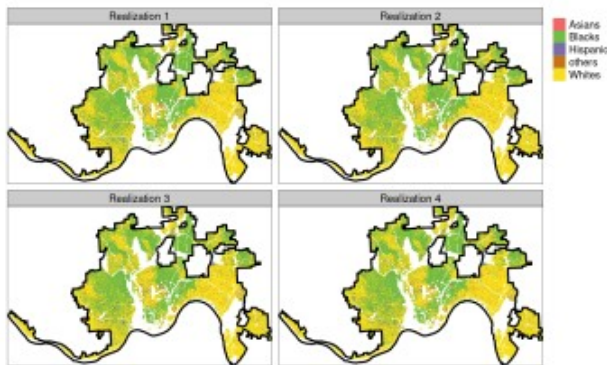 Realization 1
Realization 2
Asians
Blacks
Hispanic
others
Whites
Realization 3
Realization 4